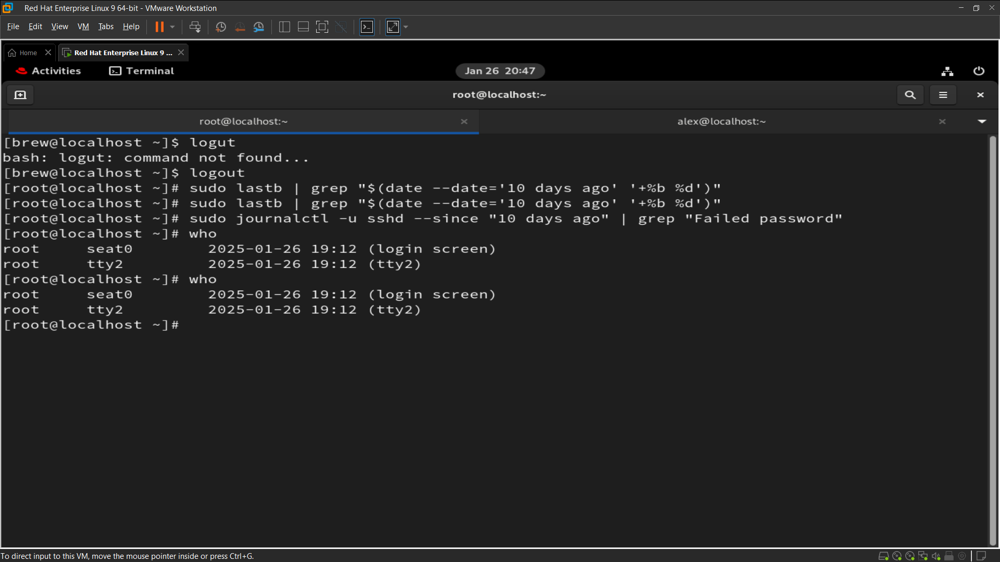 Red Hat Enterprise Linux 9 64-bit - VMware Workstation
File Edit View VM Tabs Help
Home Red Hat Enterprise Linux 9 ...
Activities Terminal Jan 26 20:47
root@localhost:~
root@localhost:~ alex@localhost:~
[brew@localhost ~]$ logut
bash: logut: command not found...
[brew@localhost ~]$ logout
[root@localhost ~]# sudo lastb | grep "$(date --date='10 days ago' '+%b %d')"
[root@localhost ~]# sudo lastb | grep "$(date --date='10 days ago' '+%b %d')"
[root@localhost ~]# sudo journalctl -u sshd --since "10 days ago" | grep "Failed password"
[root@localhost ~]# who
root seat0 2025-01-26 19:12 (login screen)
root tty2 2025-01-26 19:12 (tty2)
[root@localhost ~]# who
root seat0 2025-01-26 19:12 (login screen)
root tty2 2025-01-26 19:12 (tty2)
[root@localhost ~]#
To direct input to this VM, move the mouse pointer inside or press Ctrl+G.